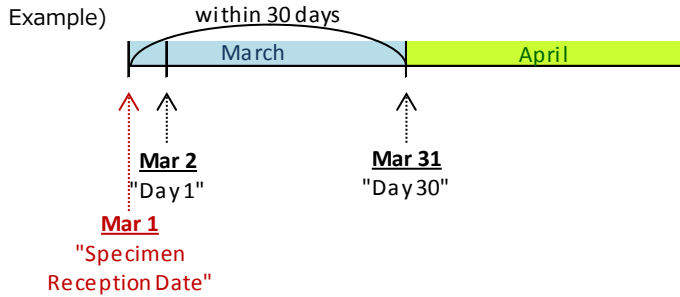 Example)
within 30 days
March
April
Mar 2
"Day 1"
Mar 31
"Day 30"
Mar 1
"Specimen
Reception Date"